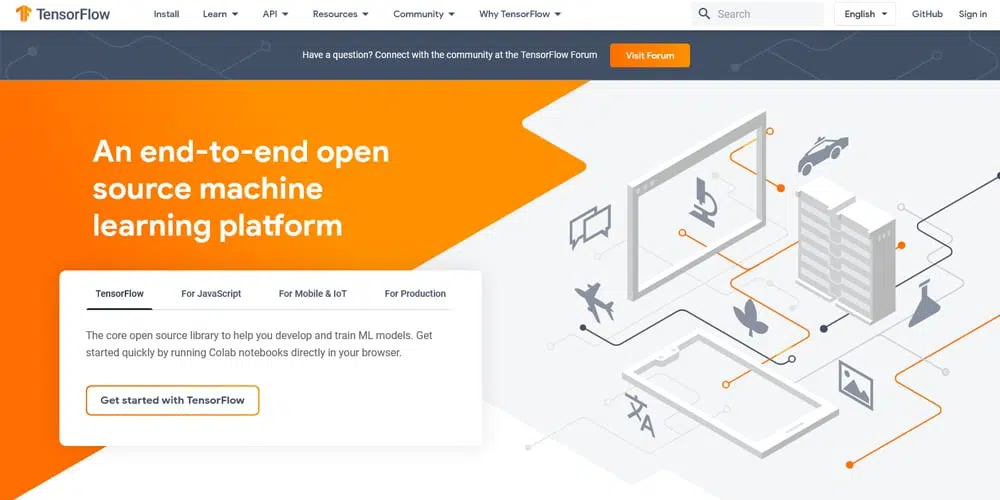 TensorFlow Install Learn API Resources Community Why TensorFlow Search English GitHub Sign in
Have a question? Connect with the community at the TensorFlow Forum Visit Forum
An end-to-end open
source machine
learning platform
TensorFlow For JavaScript For Mobile & IoT For Production
The core open source library to help you develop and train ML models. Get
started quickly by running Colab notebooks directly in your browser.
Get started with TensorFlow
文A